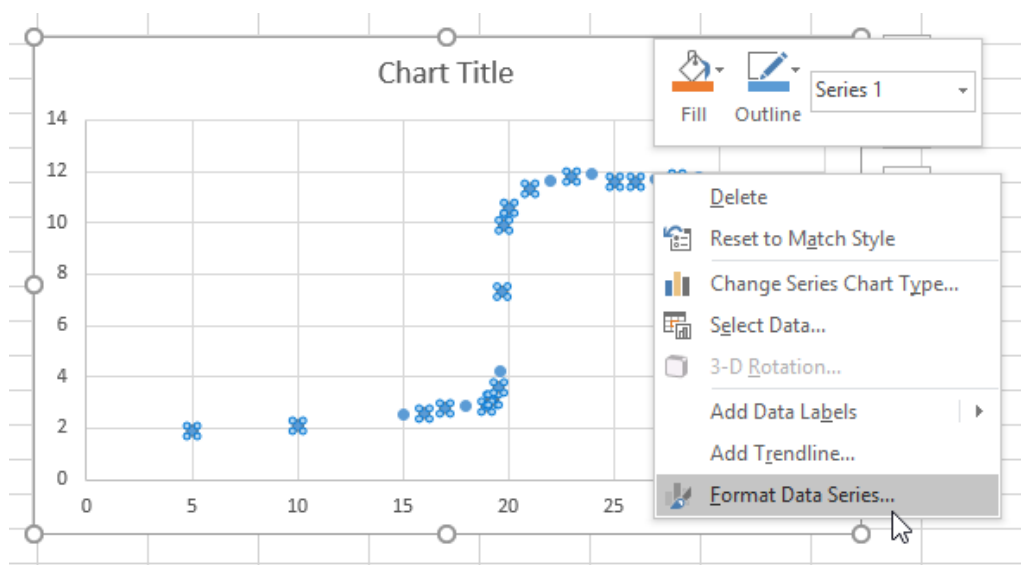 Chart Title
14
12
10
8
6
4
2
0
0 5 10 15 20 25
Series 1
Fill Outline
Delete
Reset to Match Style
Change Series Chart Type...
Select Data...
3-D Rotation...
Add Data Labels
Add Trendline...
Format Data Series...